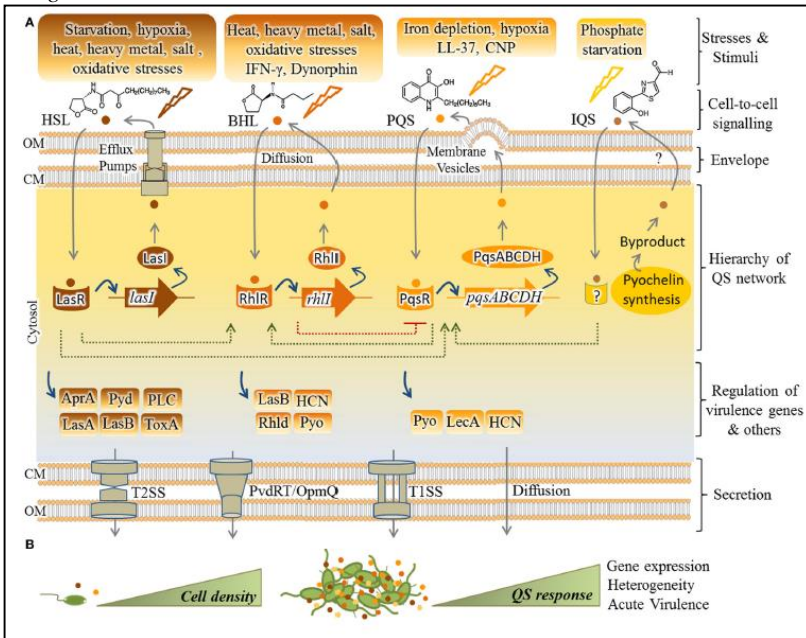 A
Starvation, hypoxia,
heat, heavy metal, salt ,
oxidative stresses
Heat, heavy metal, salt,
oxidative stresses
IFN-γ, Dynorphin
Iron depletion, hypoxia
LL-37, CNP
Phosphate
starvation
Stresses &
Stimuli
HSL
BHL
PQS
IQS
Cell-to-cell
signalling
OM
Efflux
Pumps
Diffusion
Membrane
Vesicles
?
Envelope
CM
LasI
RhlI
PqsABCDH
Byproduct
Pyochelin
synthesis
LasR
lasI
RhlR
rhlI
PqsR
pqsABCDH
?
Hierarchy of
QS network
Cytosol
AprA Pyd PLC
LasA LasB ToxA
LasB HCN
Rhld Pyo
Pyo LecA HCN
Regulation of
virulence genes
& others
CM
T2SS
PvdRT/OpmQ
T1SS
Diffusion
OM
Secretion
B
Cell density
QS response
Gene expression
Heterogeneity
Acute Virulence